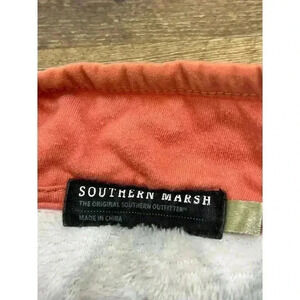 SOUTHERN MARSH
THE ORIGINAL SOUTHERN OUTFITTER®
MADE IN CHINA